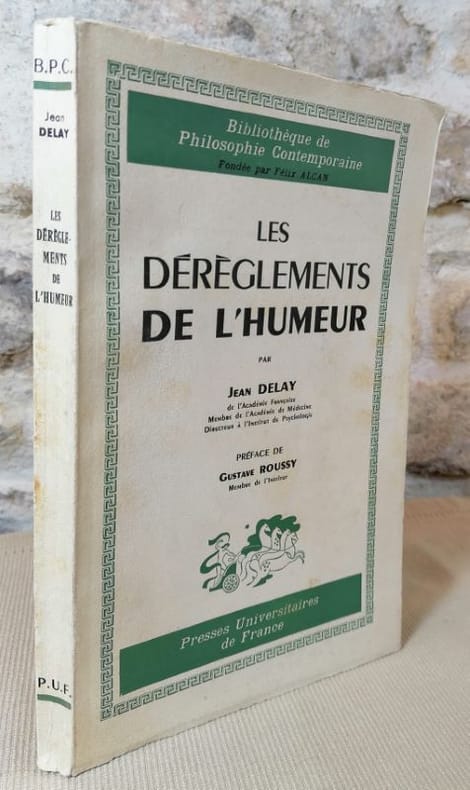 B.P.C.
Jean
DELAY
LES
DÉRÈGLE-
MENTS
DE
L'HUMEUR
P.U.F.
Bibliothèque de
Philosophie Contemporaine
Fondée par Félix ALCAN
LES
DÉRÈGLEMENTS
DE L'HUMEUR
PAR
JEAN DELAY
de l'Académie Française
Membre de l'Académie de Médecine
Directeur à l'Institut de Psychologie
PRÉFACE DE
GUSTAVE ROUSSY
Membre de l'Institut
Presses Universitaires
de France